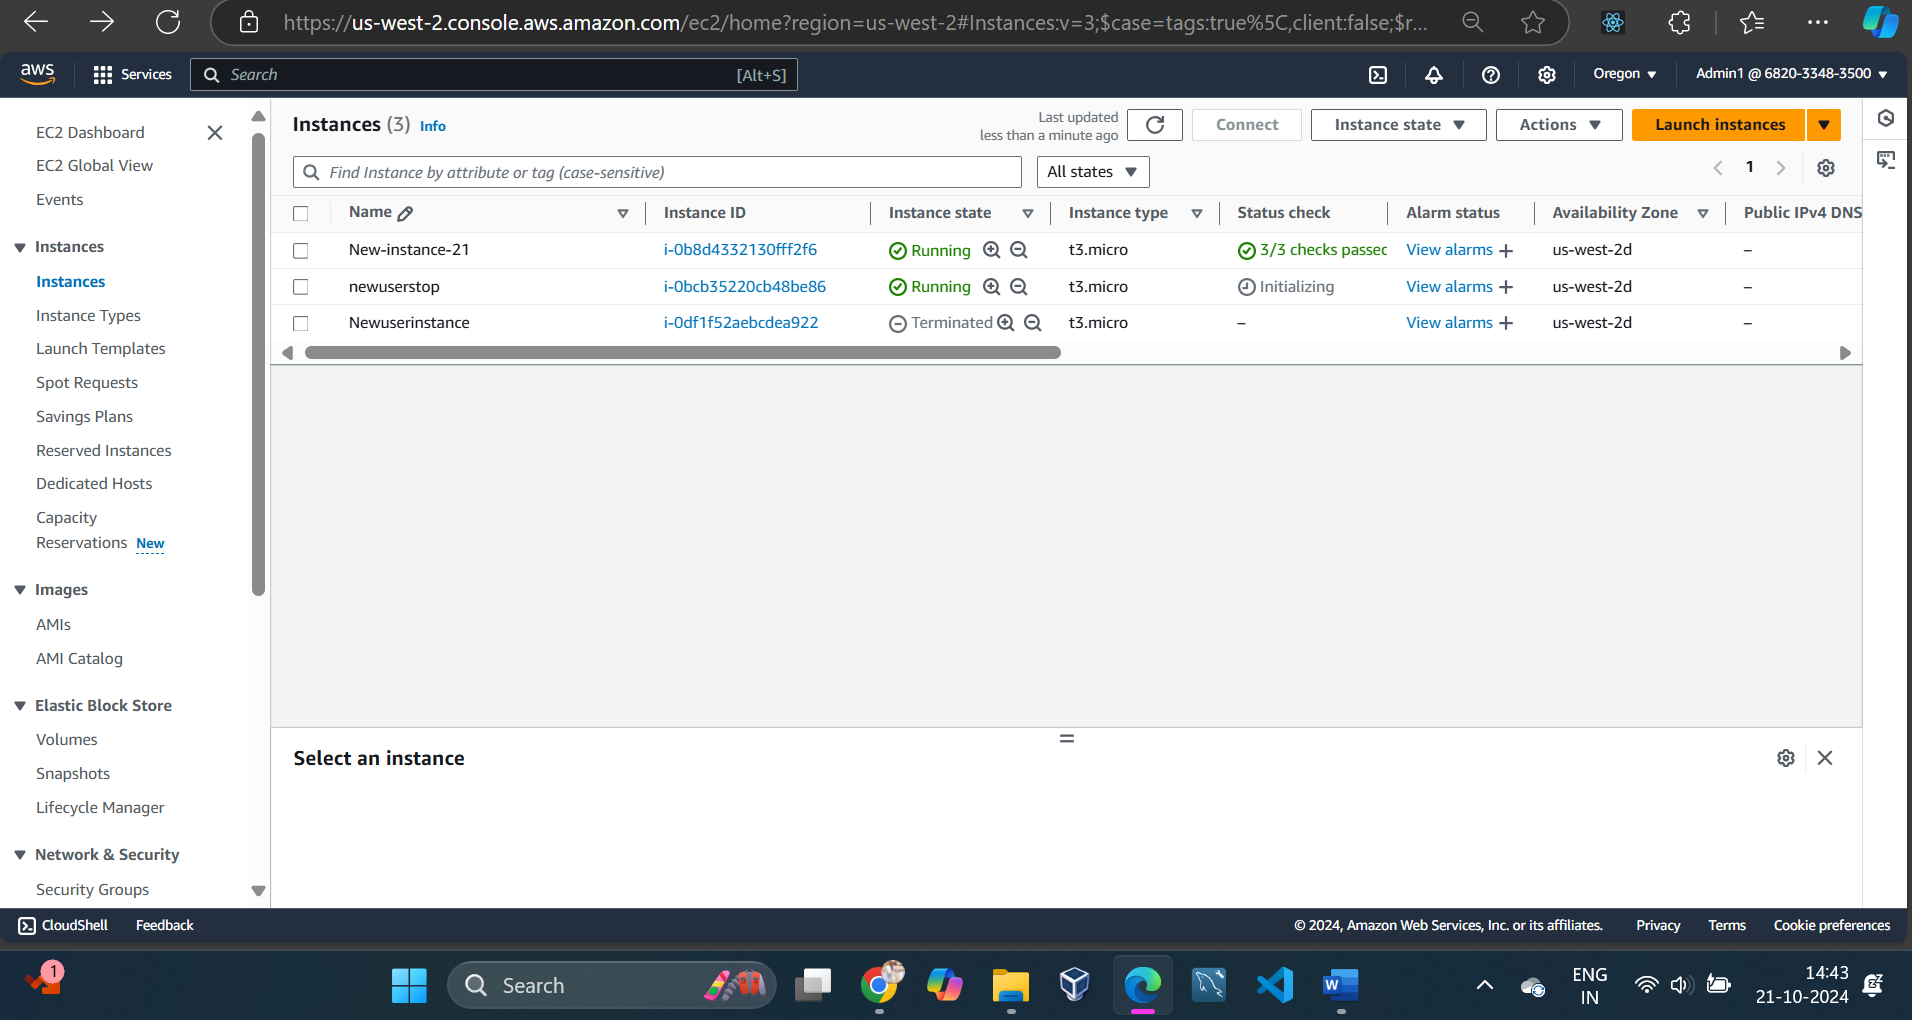 https://us-west-2.console.aws.amazon.com/ec2/home?region=us-west-2#Instances:v=3;$case=tags:true%5C,client:false;$r...
aws Services Search [Alt+S] Oregon Admin1 @ 6820-3348-3500
EC2 Dashboard
EC2 Global View
Events
Instances
Instances
Instance Types
Launch Templates
Spot Requests
Savings Plans
Reserved Instances
Dedicated Hosts
Capacity
Reservations New
Images
AMIs
AMI Catalog
Elastic Block Store
Volumes
Snapshots
Lifecycle Manager
Network & Security
Security Groups
Instances (3) Info
Last updated
less than a minute ago
Connect Instance state Actions Launch instances
Find Instance by attribute or tag (case-sensitive) All states 1
Name Instance ID Instance state Instance type Status check Alarm status Availability Zone Public IPv4 DNS
New-instance-21 i-0b8d4332130fff2f6 Running t3.micro 3/3 checks passec View alarms + us-west-2d –
newuserstop i-0bcb35220cb48be86 Running t3.micro Initializing View alarms + us-west-2d –
Newuserinstance i-0df1f52aebcdea922 Terminated t3.micro – View alarms + us-west-2d –
Select an instance
CloudShell Feedback © 2024, Amazon Web Services, Inc. or its affiliates. Privacy Terms Cookie preferences
1
Search
W
ENG
IN
14:43
21-10-2024